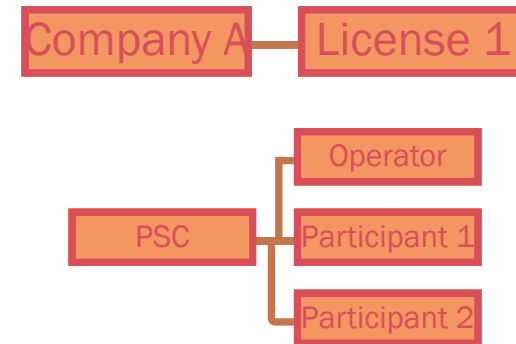 Company A
License 1
Operator
PSC
Participant 1
Participant 2